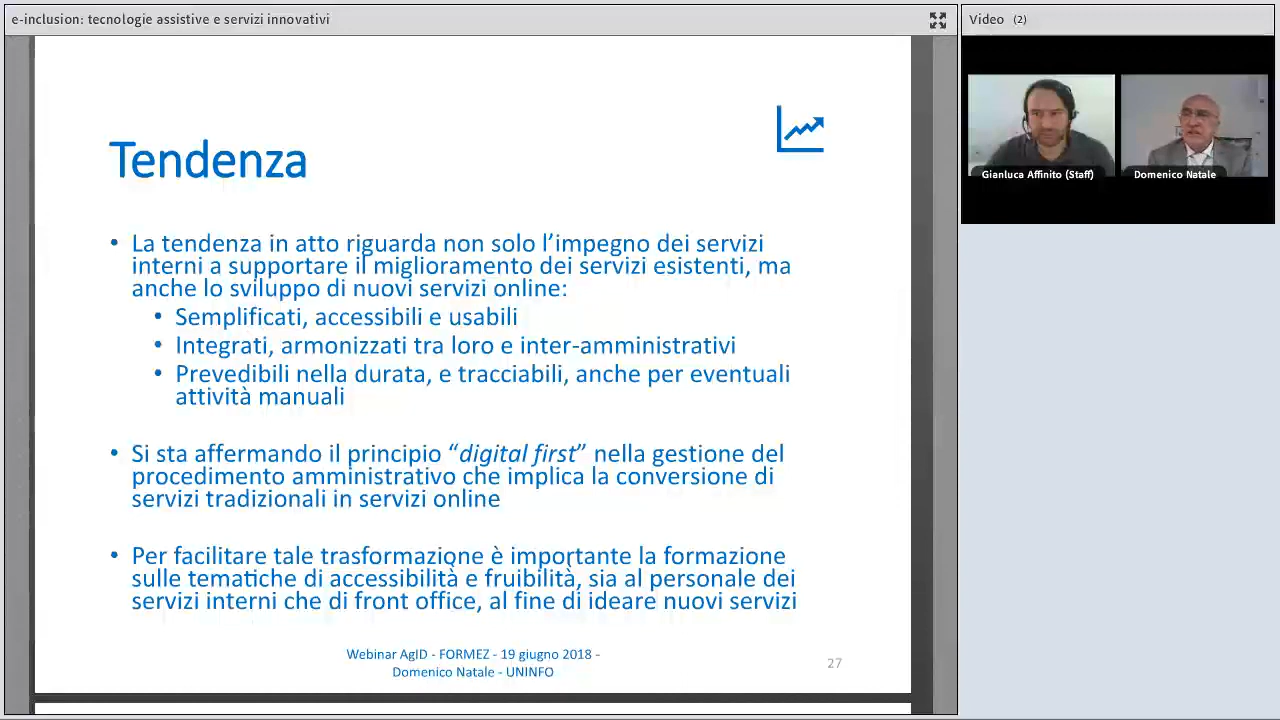 e-inclusion: tecnologie assistive e servizi innovativi
Video (2)
Gianluca Affinito (Staff)
Domenico Natale
Tendenza
• La tendenza in atto riguarda non solo l’impegno dei servizi
interni a supportare il miglioramento dei servizi esistenti, ma
anche lo sviluppo di nuovi servizi online:
• Semplificati, accessibili e usabili
• Integrati, armonizzati tra loro e inter-amministrativi
• Prevedibili nella durata, e tracciabili, anche per eventuali
attività manuali
• Si sta affermando il principio “digital first” nella gestione del
procedimento amministrativo che implica la conversione di
servizi tradizionali in servizi online
• Per facilitare tale trasformazione è importante la formazione
sulle tematiche di accessibilità e fruibilità, sia al personale dei
servizi interni che di front office, al fine di ideare nuovi servizi
Webinar AgID - FORMEZ - 19 giugno 2018 -
Domenico Natale - UNINFO
27